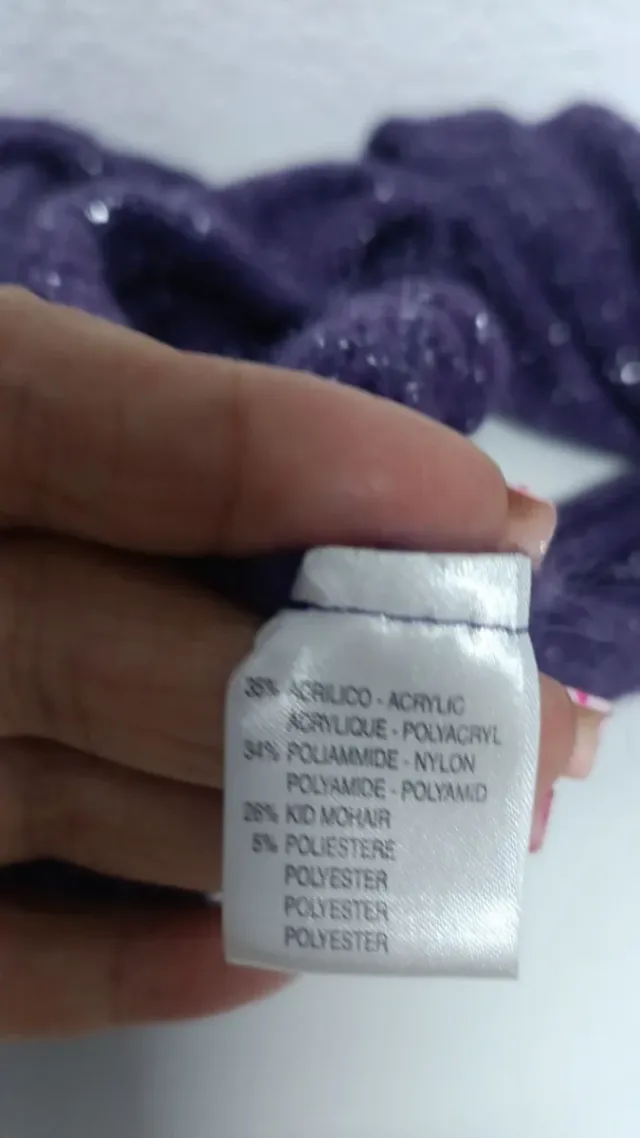 35% ACRILICO - ACRYLIC
ACRYLIQUE - POLYACRYL
34% POLIAMMIDE - NYLON
POLYAMIDE - POLYAMID
26% KID MOHAIR
5% POLIESTERE
POLYESTER
POLYESTER
POLYESTER